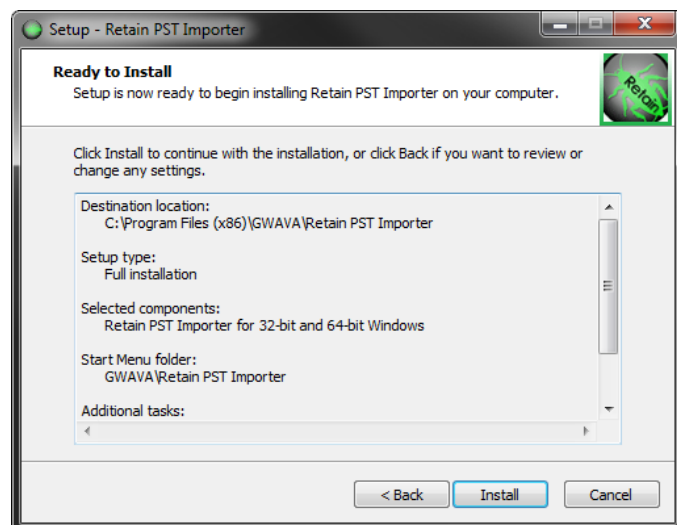 Setup - Retain PST Importer
Ready to Install
Setup is now ready to begin installing Retain PST Importer on your computer.
Retain
Click Install to continue with the installation, or click Back if you want to review or
change any settings.
Destination location:
C:\Program Files (x86)\GWAVA\Retain PST Importer
Setup type:
Full installation
Selected components:
Retain PST Importer for 32-bit and 64-bit Windows
Start Menu folder:
GWAVA\Retain PST Importer
Additional tasks:
< Back
Install
Cancel